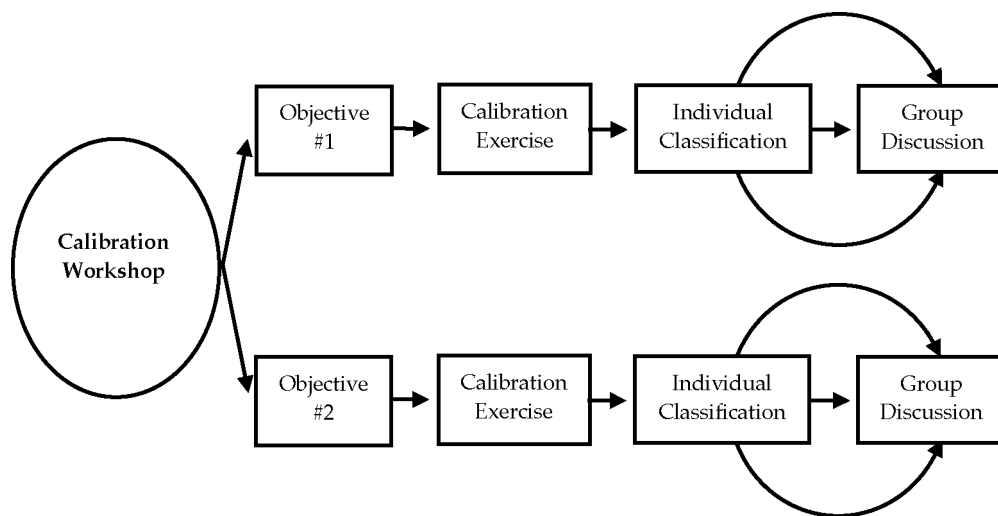 Calibration
Workshop
Objective
#1
Calibration
Exercise
Individual
Classification
Group
Discussion
Objective
#2
Calibration
Exercise
Individual
Classification
Group
Discussion